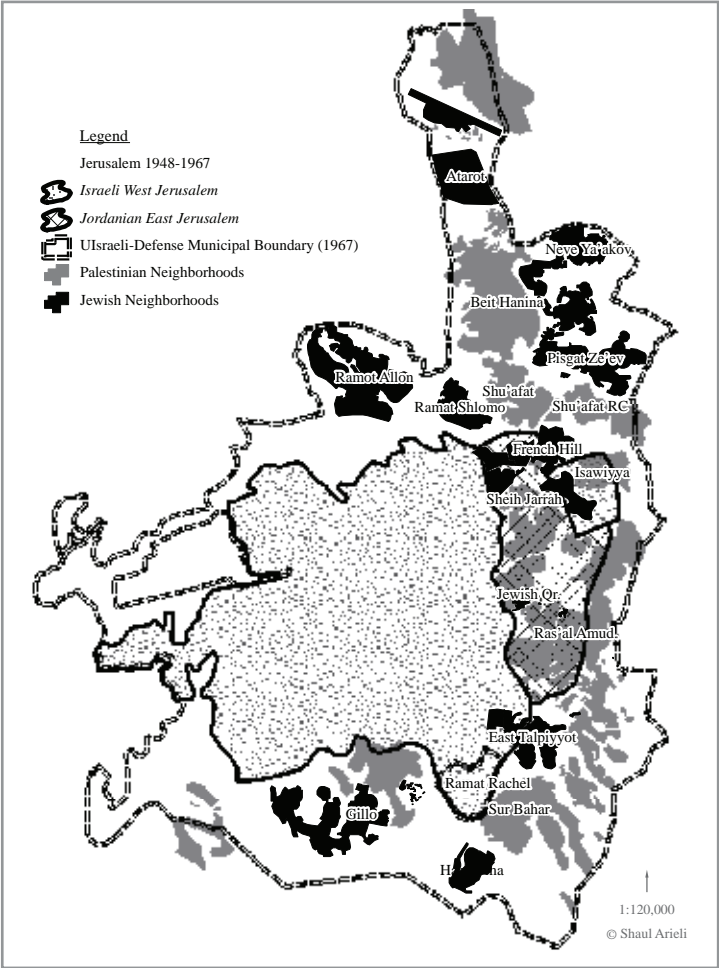 Legend
Jerusalem 1948-1967
Israeli West Jerusalem
Jordanian East Jerusalem
UIsraeli-Defense Municipal Boundary (1967)
Palestinian Neighborhoods
Jewish Neighborhoods
Atarot
Neve Ya'akov
Beit Hanina
Pisgat Ze'ev
Ramot Allon
Shu'afat
Ramat Shlomo
Shu'afat RC
French Hill
Isawiyya
Sheih Jarrah
Jewish Qr.
Ras'al Amud.
East Talpiyyot
Ramat Rachel
Sur Bahar
Gillo
1:120,000
© Shaul Arieli